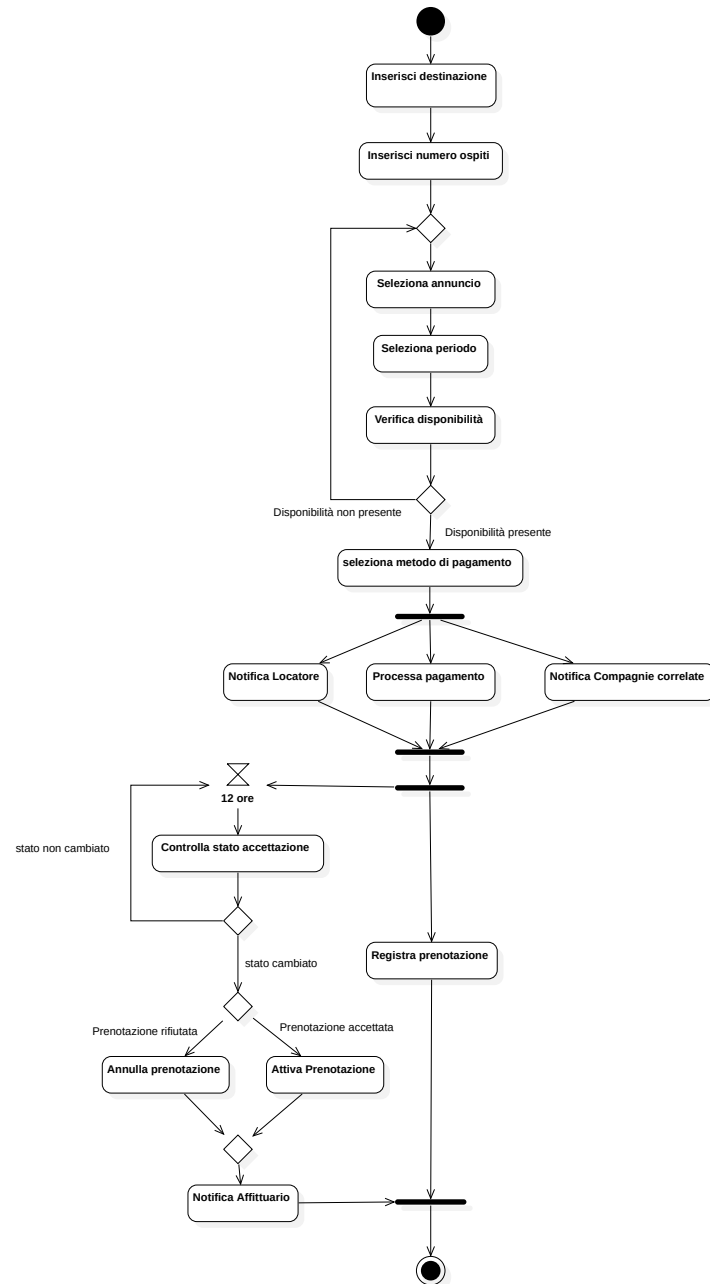 Inserisci destinazione
Inserisci numero ospiti
Seleziona annuncio
Seleziona periodo
Verifica disponibilità
Disponibilità non presente
Disponibilità presente
seleziona metodo di pagamento
Notifica Locatore
Processa pagamento
Notifica Compagnie correlate
12 ore
Controlla stato accettazione
stato non cambiato
stato cambiato
Registra prenotazione
Prenotazione rifiutata
Prenotazione accettata
Annulla prenotazione
Attiva Prenotazione
Notifica Affittuario